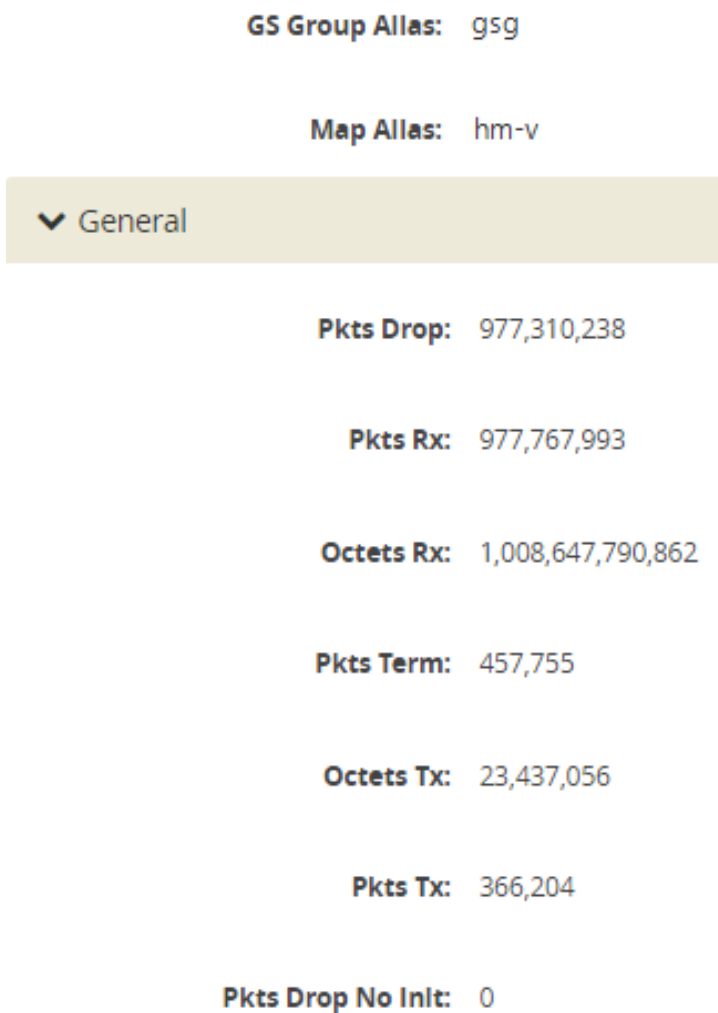 GS Group Alias: gsg
Map Alias: hm-v
General
Pkts Drop: 977,310,238
Pkts Rx: 977,767,993
Octets Rx: 1,008,647,790,862
Pkts Term: 457,755
Octets Tx: 23,437,056
Pkts Tx: 366,204
Pkts Drop No Init: 0